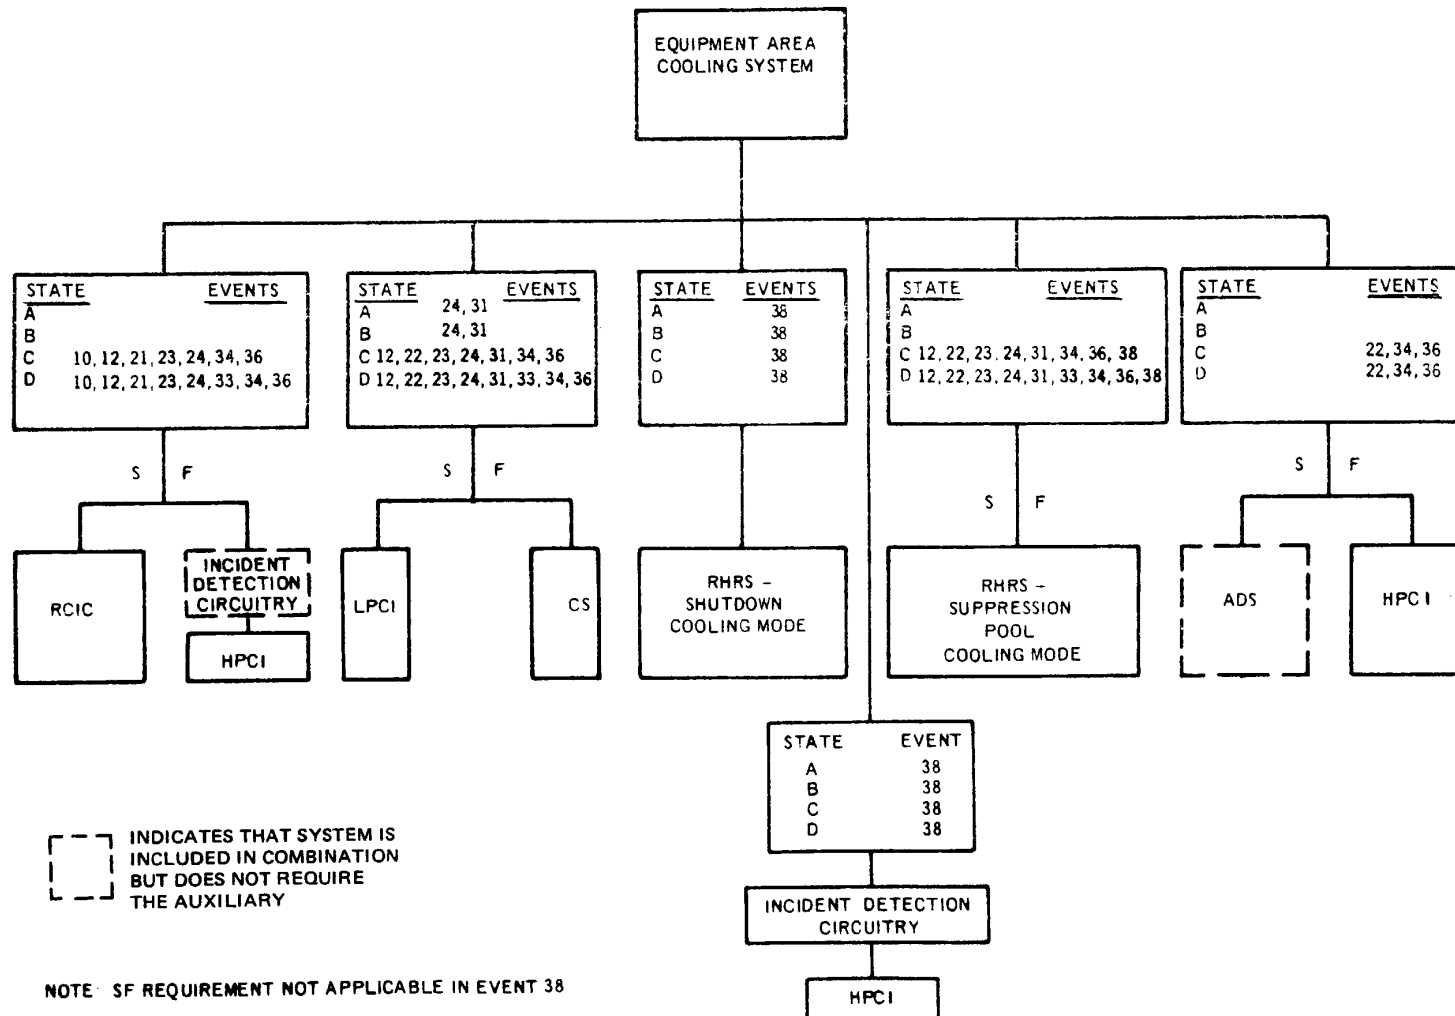 EQUIPMENT AREA
COOLING SYSTEM
STATE EVENTS
A
B
C 10, 12, 21, 23, 24, 34, 36
D 10, 12, 21, 23, 24, 33, 34, 36
S F
RCIC
INCIDENT
DETECTION
CIRCUITRY
HPCI
STATE EVENTS
A 24, 31
B 24, 31
C 12, 22, 23, 24, 31, 34, 36
D 12, 22, 23, 24, 31, 33, 34, 36
S F
LPCI
CS
STATE EVENTS
A 38
B 38
C 38
D 38
RHRS -
SHUTDOWN
COOLING MODE
STATE EVENTS
A
B
C 12, 22, 23, 24, 31, 34, 36, 38
D 12, 22, 23, 24, 31, 33, 34, 36, 38
S F
RHRS -
SUPPRESSION
POOL
COOLING MODE
STATE EVENTS
A
B
C 22, 34, 36
D 22, 34, 36
S F
ADS
HPCI
STATE EVENT
A 38
B 38
C 38
D 38
INCIDENT DETECTION
CIRCUITRY
HPCI
INDICATES THAT SYSTEM IS
INCLUDED IN COMBINATION
BUT DOES NOT REQUIRE
THE AUXILIARY
NOTE SF REQUIREMENT NOT APPLICABLE IN EVENT 38